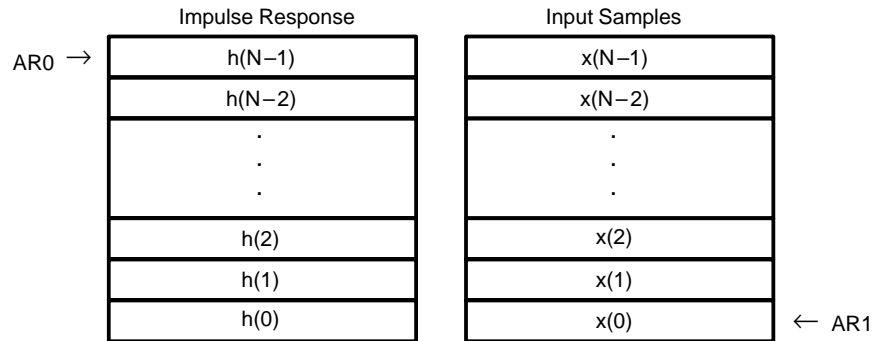 Impulse Response Input Samples
AR0 → h(N–1) x(N–1)
h(N–2) x(N–2)
. .
. .
. .
h(2) x(2)
h(1) x(1)
h(0) x(0) ← AR1